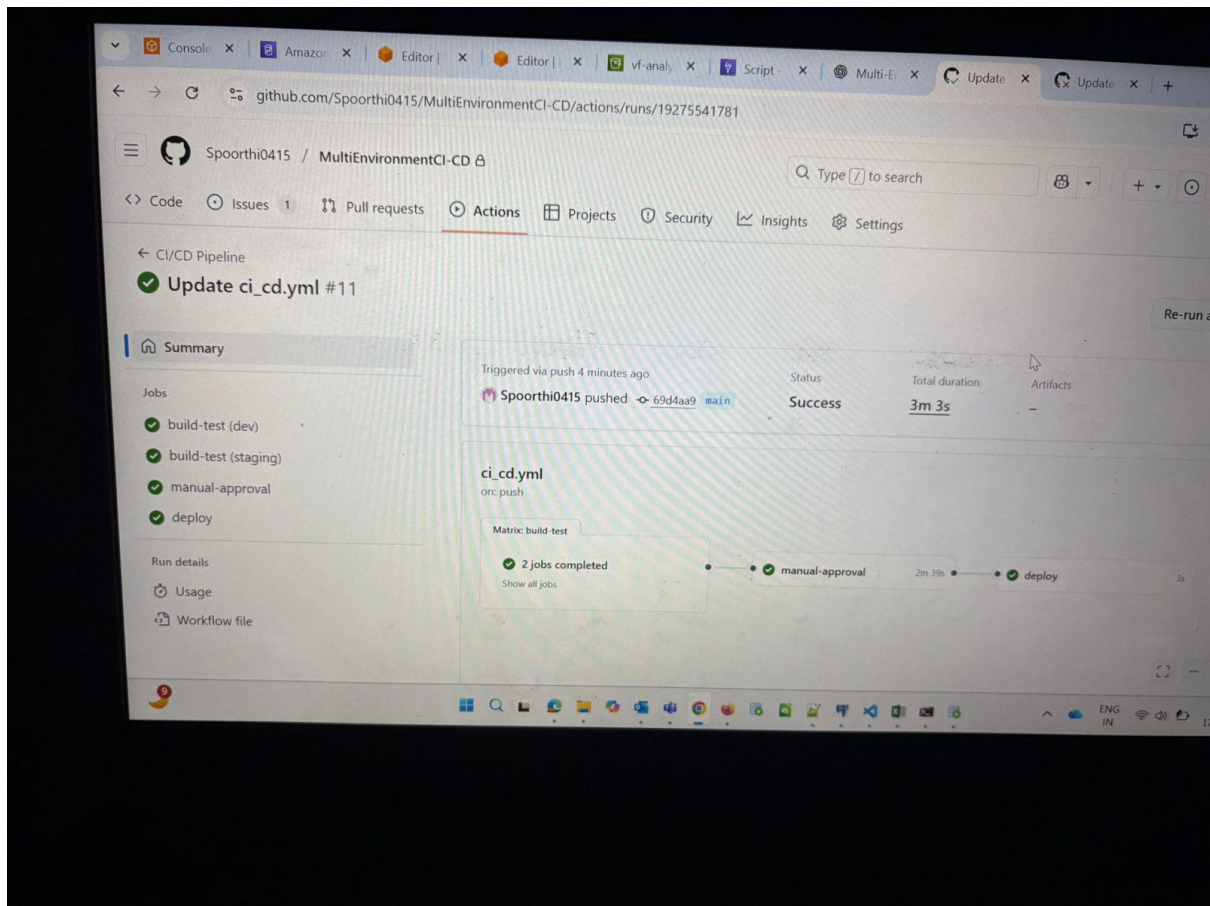 Console
Amazo
Editor |
Editor |
vf-analy
Script -
Multi-E
Update
Update
github.com/Spoorthi0415/MultiEnvironmentCI-CD/actions/runs/19275541781
Spoorthi0415 / MultiEnvironmentCI-CD
Type / to search
Code
Issues 1
Pull requests
Actions
Projects
Security
Insights
Settings
CI/CD Pipeline
Update ci_cd.yml #11
Re-run
Summary
Jobs
build-test (dev)
build-test (staging)
manual-approval
deploy
Run details
Usage
Workflow file
Triggered via push 4 minutes ago
Spoorthi0415 pushed 69d4aa9 main
Status
Success
Total duration
3m 3s
Artifacts
–
ci_cd.yml
on: push
Matrix: build-test
2 jobs completed
Show all jobs
manual-approval 2m 39s
deploy 3s
9
ENG
IN